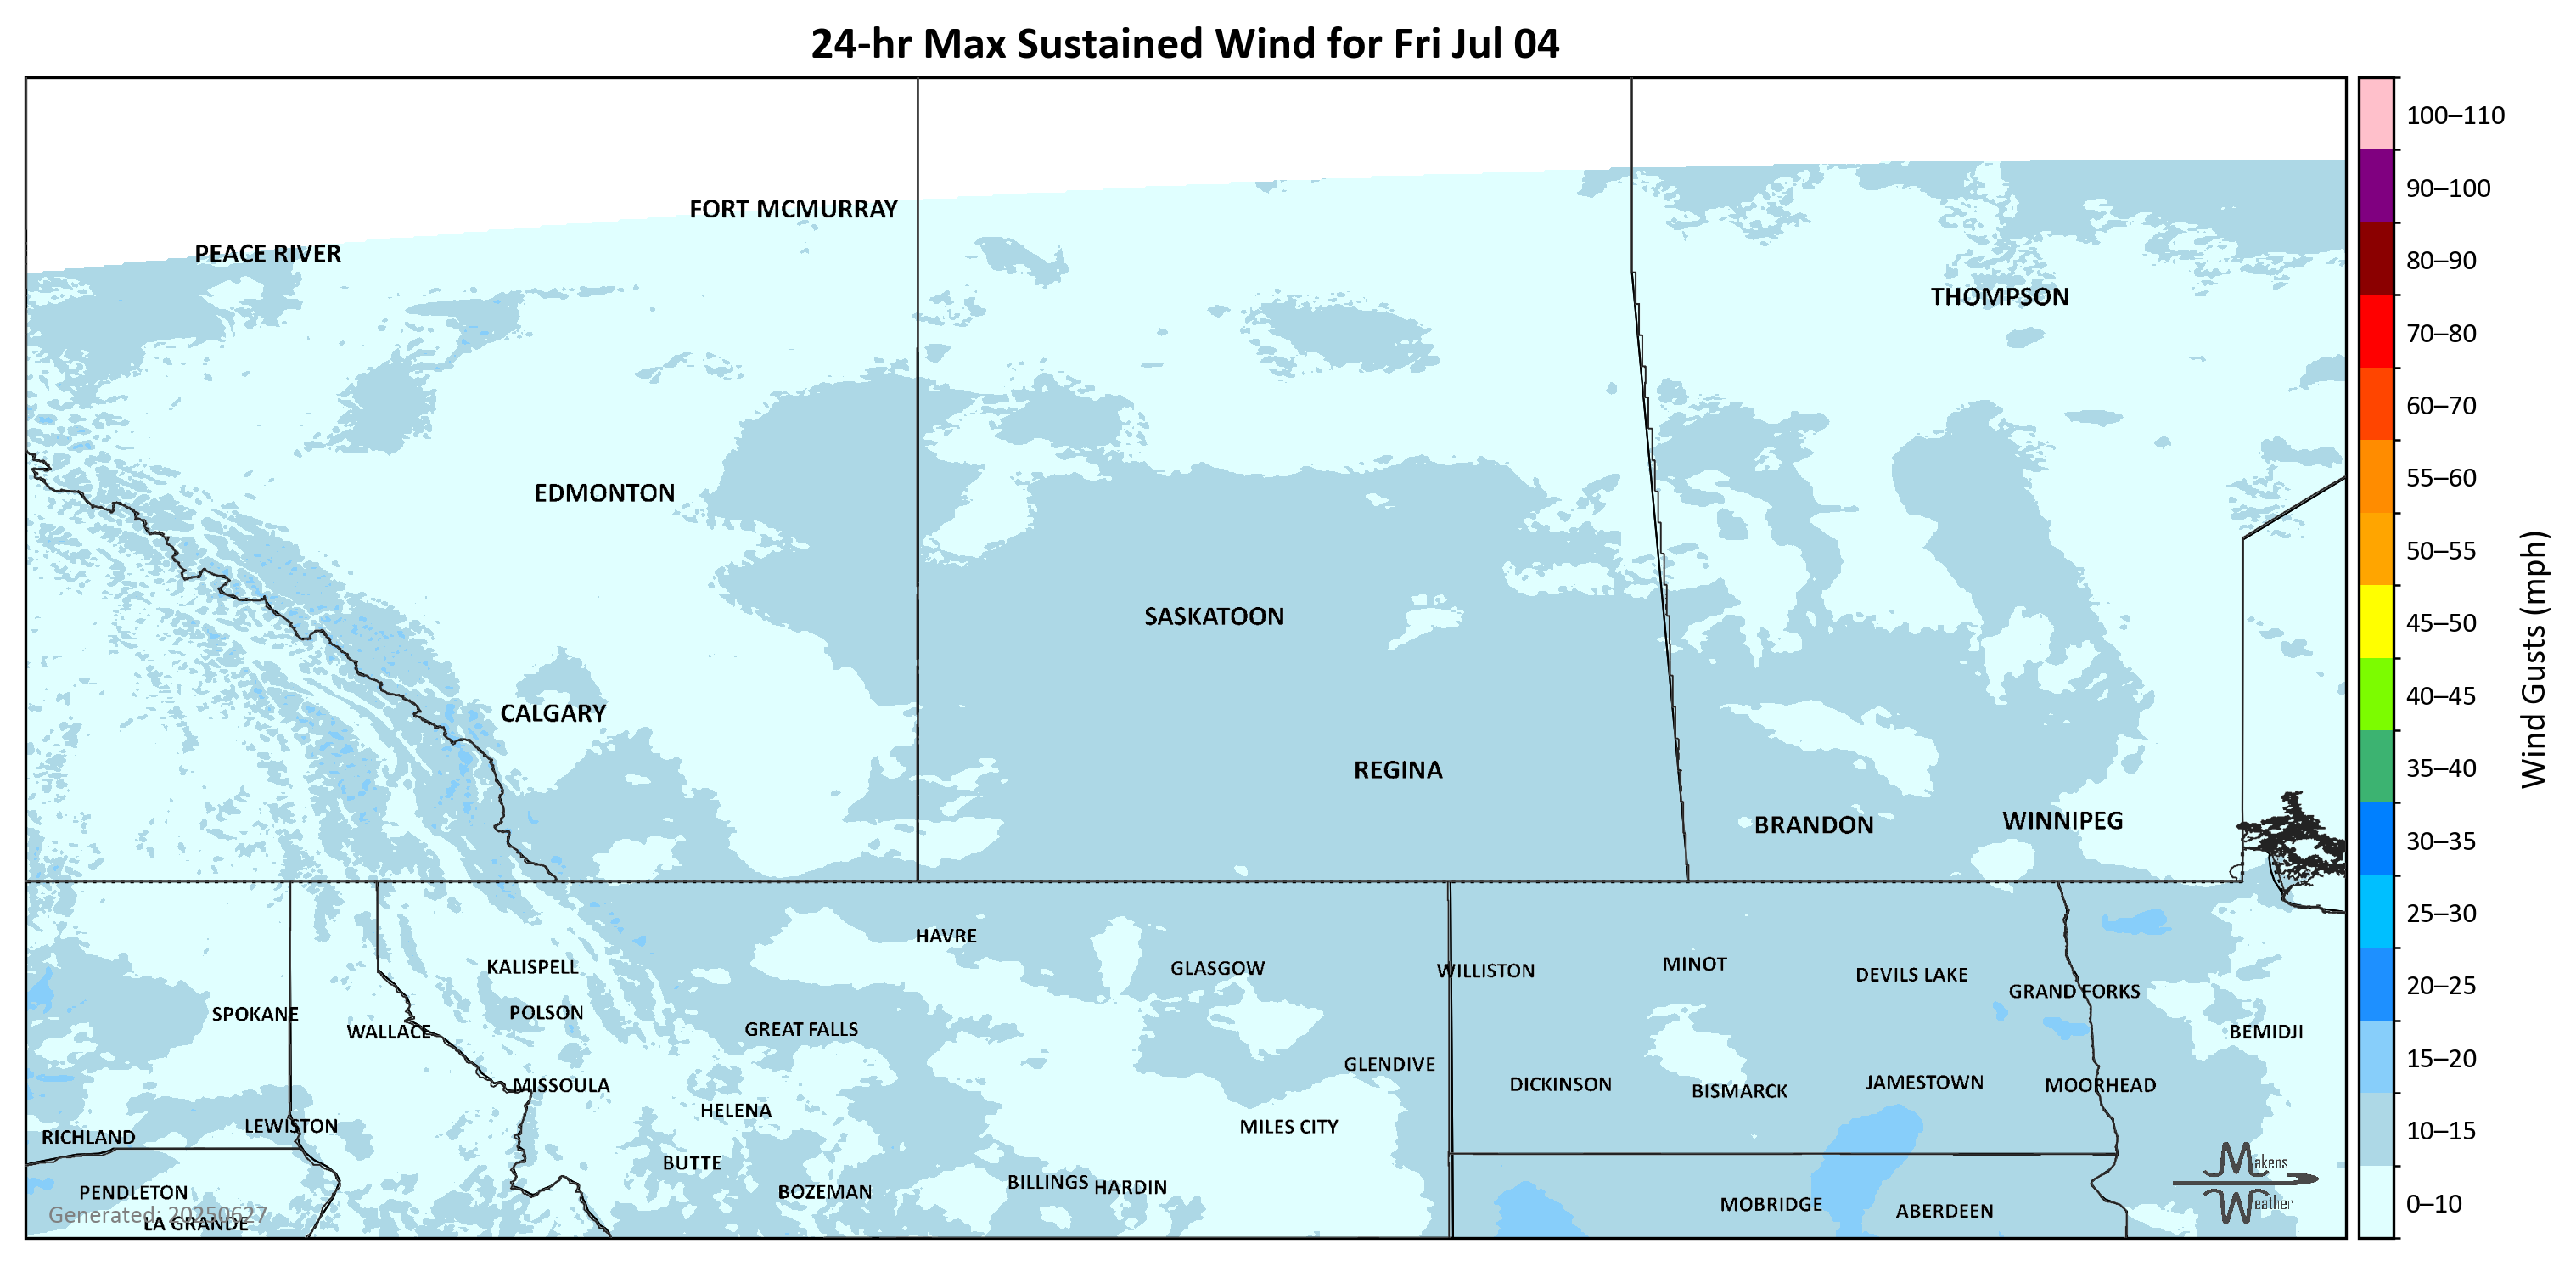 24-hr Max Sustained Wind for Fri Jul 04
FORT MCMURRAY
PEACE RIVER
THOMPSON
EDMONTON
SASKATOON
CALGARY
REGINA
BRANDON
WINNIPEG
HAVRE
KALISPELL
GLASGOW
WILLISTON
MINOT
DEVILS LAKE
GRAND FORKS
SPOKANE
WALLACE
POLSON
GREAT FALLS
BEMIDJI
GLENDIVE
MISSOULA
DICKINSON
BISMARCK
JAMESTOWN
MOORHEAD
HELENA
LEWISTON
RICHLAND
MILES CITY
BUTTE
BOZEMAN
BILLINGS
HARDIN
PENDLETON
LA GRANDE
MOBRIDGE
ABERDEEN
Generated: 20250627
Makens
Weather
100–110
90–100
80–90
70–80
60–70
55–60
50–55
45–50
40–45
35–40
30–35
25–30
20–25
15–20
10–15
0–10
Wind Gusts (mph)